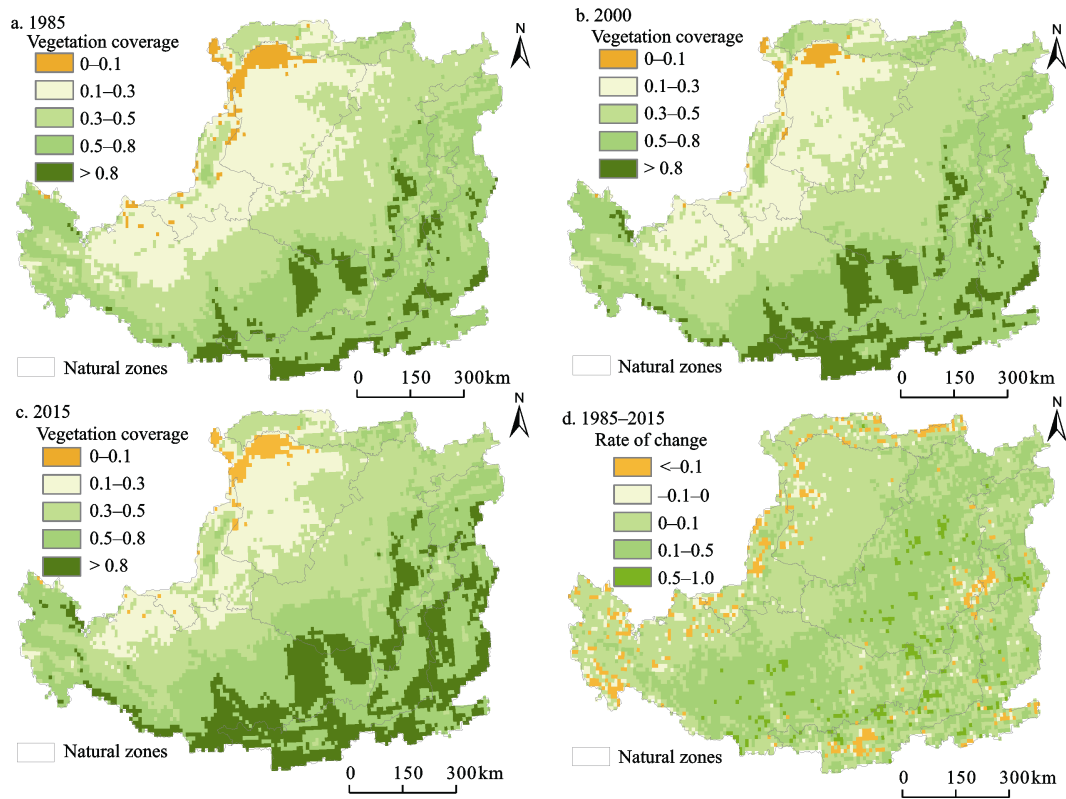 a. 1985
Vegetation coverage
0–0.1
0.1–0.3
0.3–0.5
0.5–0.8
> 0.8
Natural zones
N
0 150 300km
b. 2000
Vegetation coverage
0–0.1
0.1–0.3
0.3–0.5
0.5–0.8
> 0.8
Natural zones
N
0 150 300km
c. 2015
Vegetation coverage
0–0.1
0.1–0.3
0.3–0.5
0.5–0.8
> 0.8
Natural zones
N
0 150 300km
d. 1985–2015
Rate of change
<–0.1
–0.1–0
0–0.1
0.1–0.5
0.5–1.0
Natural zones
N
0 150 300km